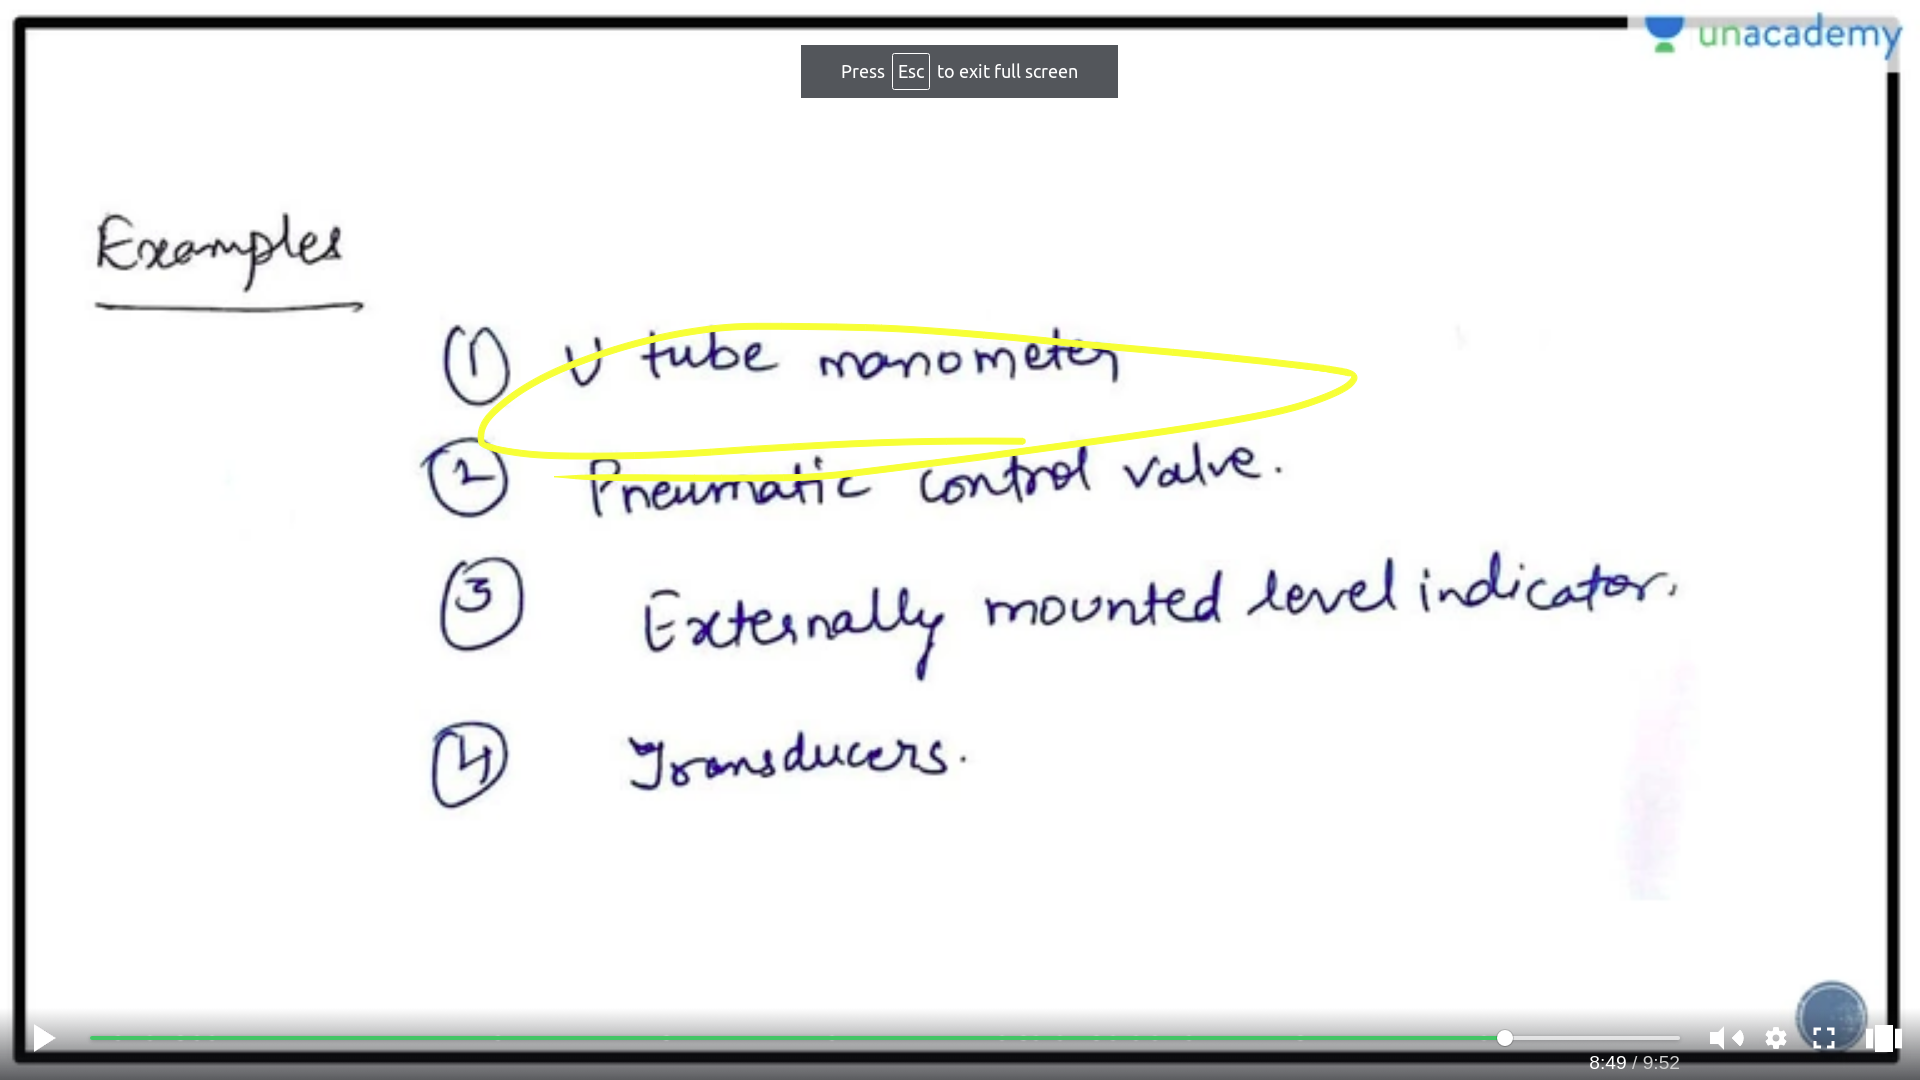 unacademy
Press Esc to exit full screen
Examples
① U tube manometer
② Pneumatic control valve.
③ Externally mounted level indicator.
④ Transducers.
8:49 / 9:52